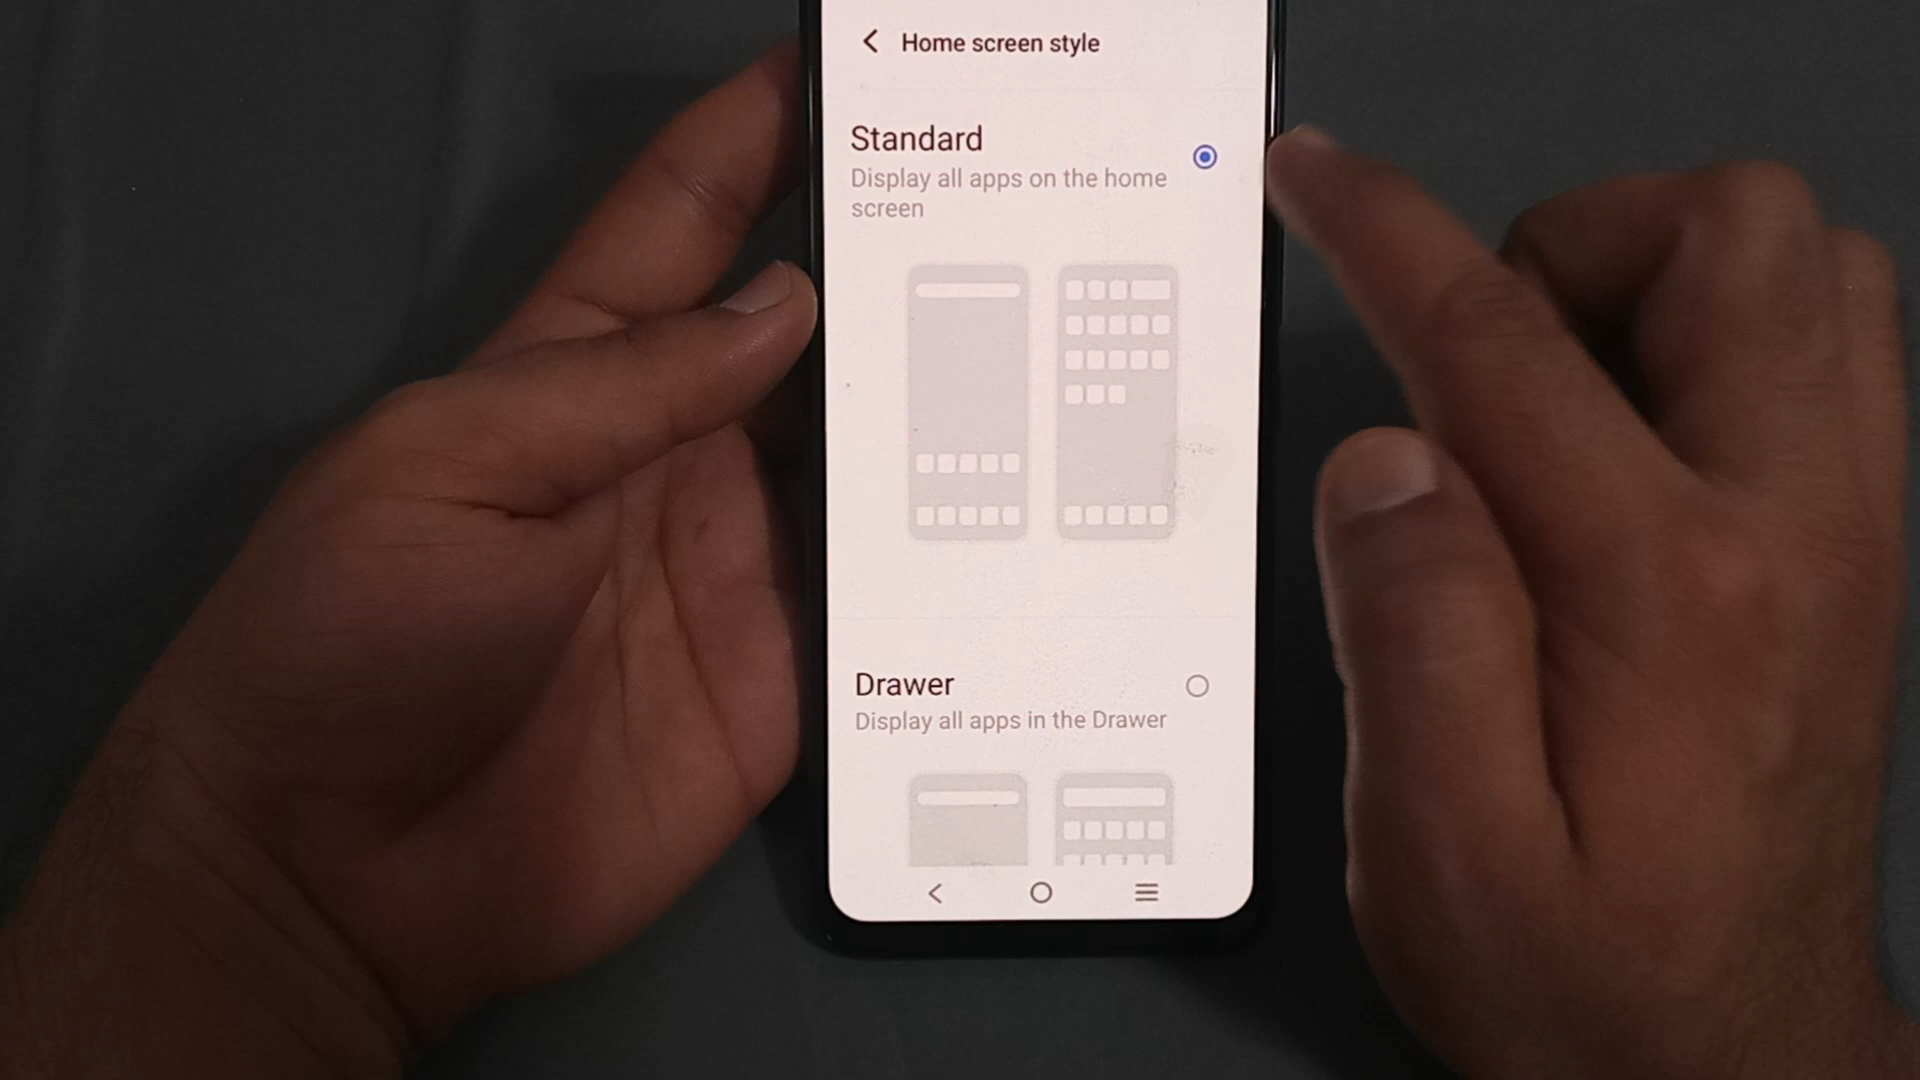 Home screen style
Standard
Display all apps on the home
screen
Drawer
Display all apps in the Drawer